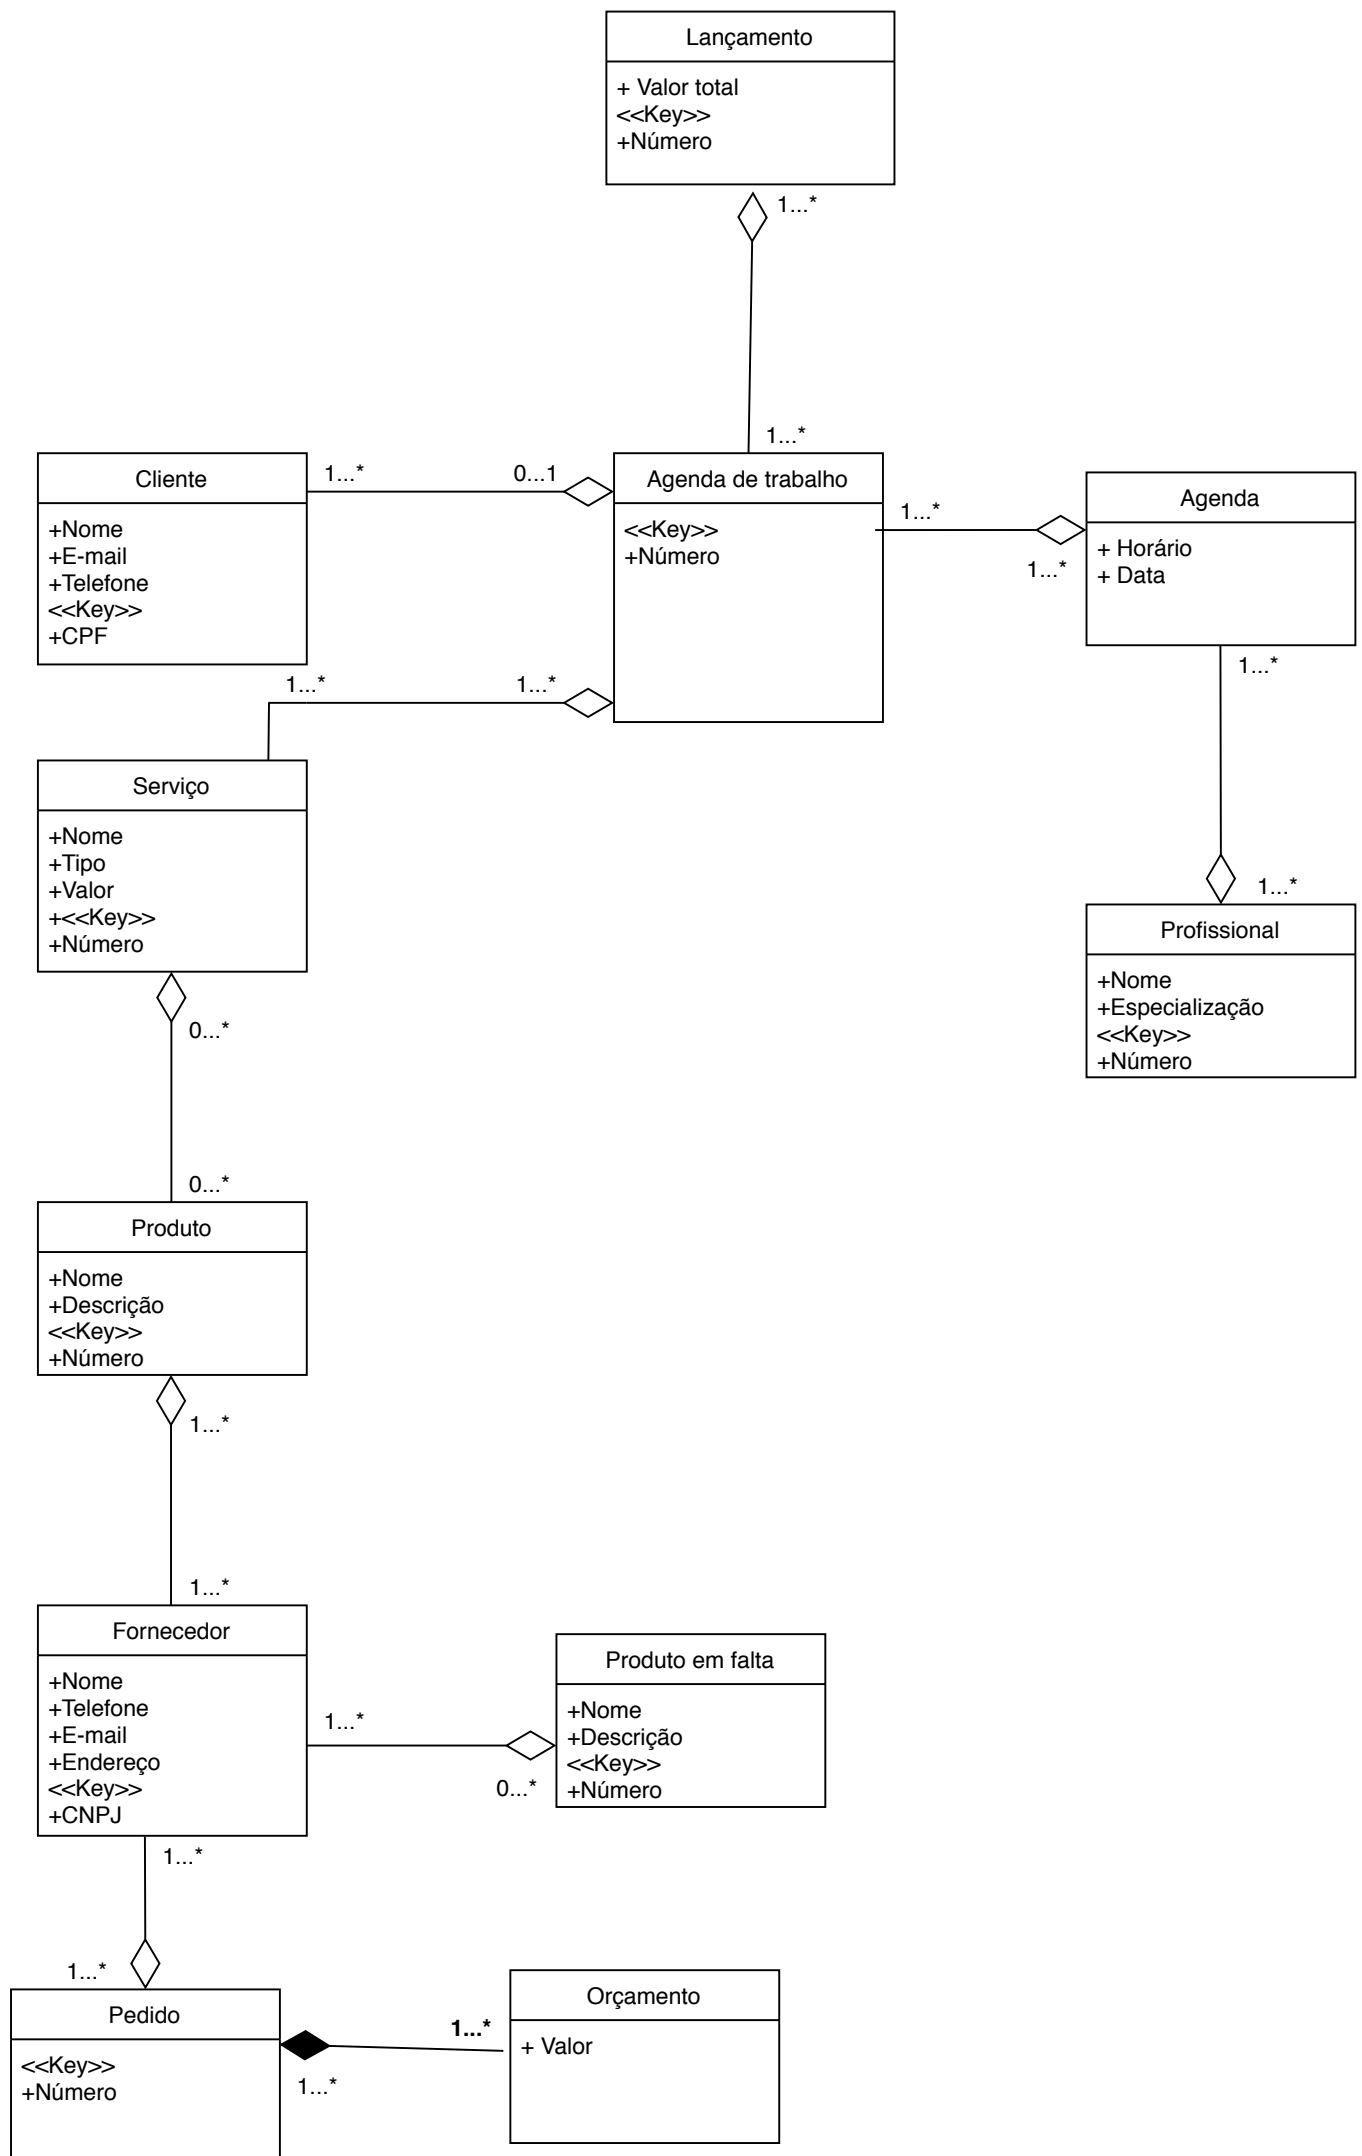 Lançamento
+ Valor total
<<Key>>
+Número
1...*
1...*
Cliente
+Nome
+E-mail
+Telefone
<<Key>>
+CPF
1...*
0...1
Agenda de trabalho
<<Key>>
+Número
1...*
1...*
Agenda
+ Horário
+ Data
1...*
1...*
1...*
Serviço
+Nome
+Tipo
+Valor
+<<Key>>
+Número
1...*
Profissional
+Nome
+Especialização
<<Key>>
+Número
0...*
0...*
Produto
+Nome
+Descrição
<<Key>>
+Número
1...*
1...*
Fornecedor
+Nome
+Telefone
+E-mail
+Endereço
<<Key>>
+CNPJ
1...*
0...*
Produto em falta
+Nome
+Descrição
<<Key>>
+Número
1...*
1...*
Pedido
<<Key>>
+Número
1...*
1...*
Orçamento
+ Valor